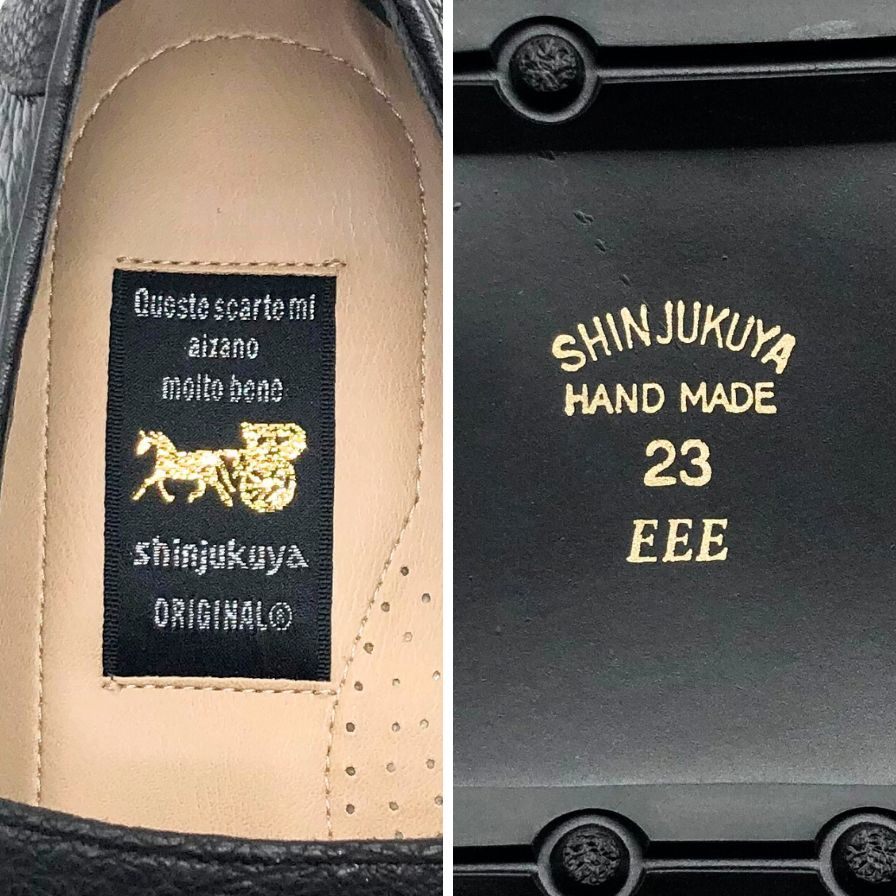 Queste scarte mi
aizano
molto bene
shinjukuya
ORIGINAL®
SHINJUKUYA
HAND MADE
23
EEE